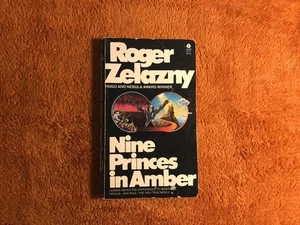 Roger
Zelazny
HUGO AND NEBULA AWARD WINNER
Nine
Princes
in Amber